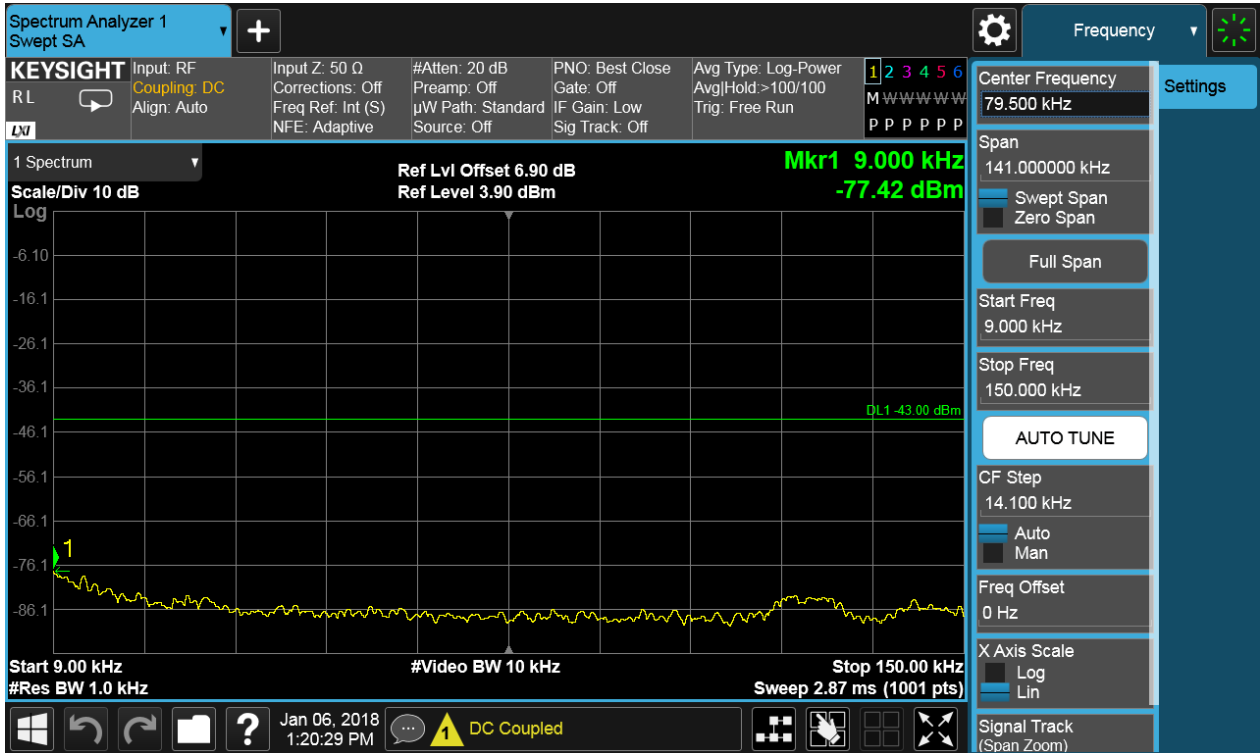 Spectrum Analyzer 1
Swept SA
+
Frequency
KEYSIGHT
R L
LXI
Input: RF
Coupling: DC
Align: Auto
Input Z: 50 Ω
Corrections: Off
Freq Ref: Int (S)
NFE: Adaptive
#Atten: 20 dB
Preamp: Off
µW Path: Standard
Source: Off
PNO: Best Close
Gate: Off
IF Gain: Low
Sig Track: Off
Avg Type: Log-Power
Avg|Hold:>100/100
Trig: Free Run
1 2 3 4 5 6
M W W W W W
P P P P P P
Center Frequency
79.500 kHz
Settings
Span
141.000000 kHz
Swept Span
Zero Span
Full Span
Start Freq
9.000 kHz
Stop Freq
150.000 kHz
AUTO TUNE
CF Step
14.100 kHz
Auto
Man
Freq Offset
0 Hz
X Axis Scale
Log
Lin
Signal Track
(Span Zoom)
1 Spectrum
Scale/Div 10 dB
Log
Ref Lvl Offset 6.90 dB
Ref Level 3.90 dBm
Mkr1 9.000 kHz
-77.42 dBm
-6.10
-16.1
-26.1
-36.1
DL1 -43.00 dBm
-46.1
-56.1
-66.1
1
-76.1
-86.1
Start 9.00 kHz
#Video BW 10 kHz
Stop 150.00 kHz
#Res BW 1.0 kHz
Sweep 2.87 ms (1001 pts)
?
Jan 06, 2018
1:20:29 PM
1
DC Coupled